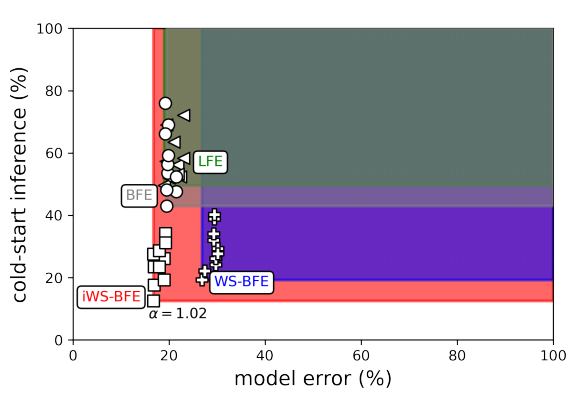 100
80
60
40
20
0
cold-start inference (%)
LFE
BFE
WS-BFE
iWS-BFE
α = 1.02
0 20 40 60 80 100
model error (%)